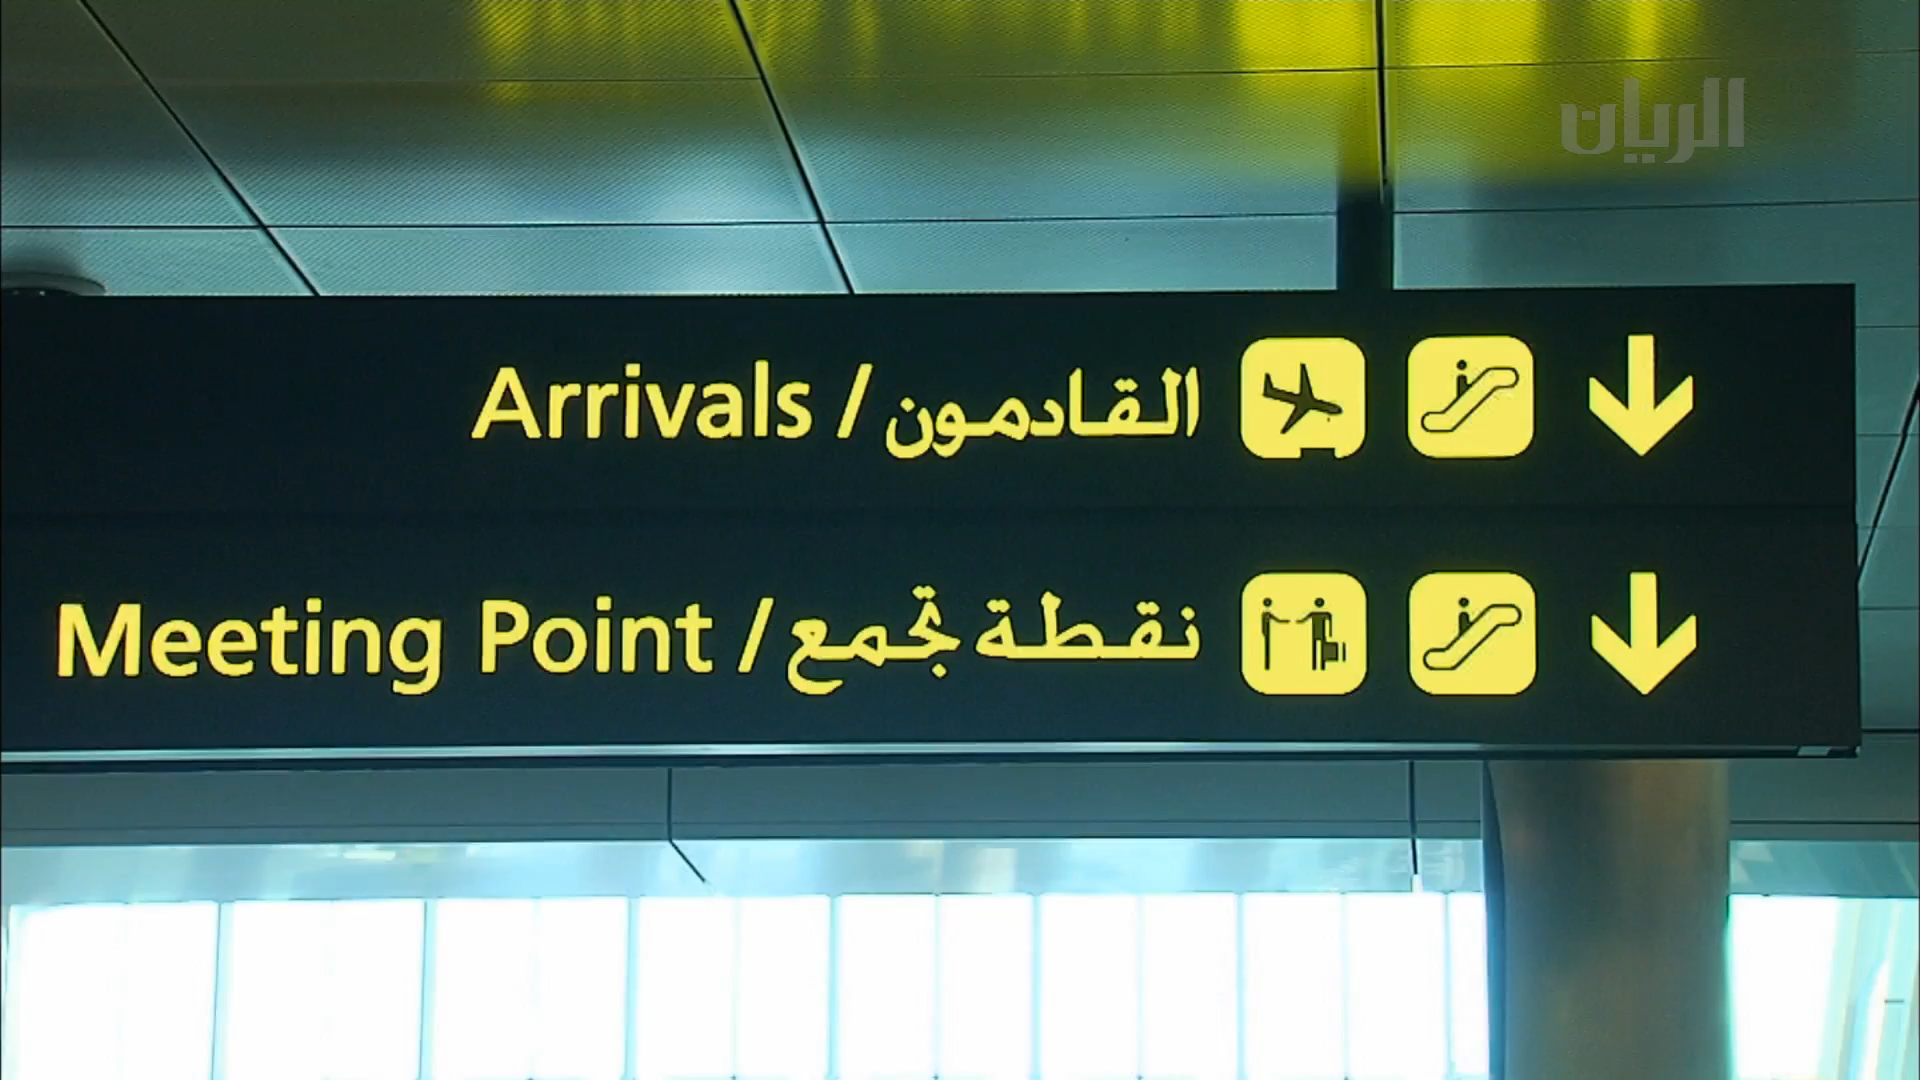 الريان
Arrivals / القادمون
Meeting Point / نقطة تجمع